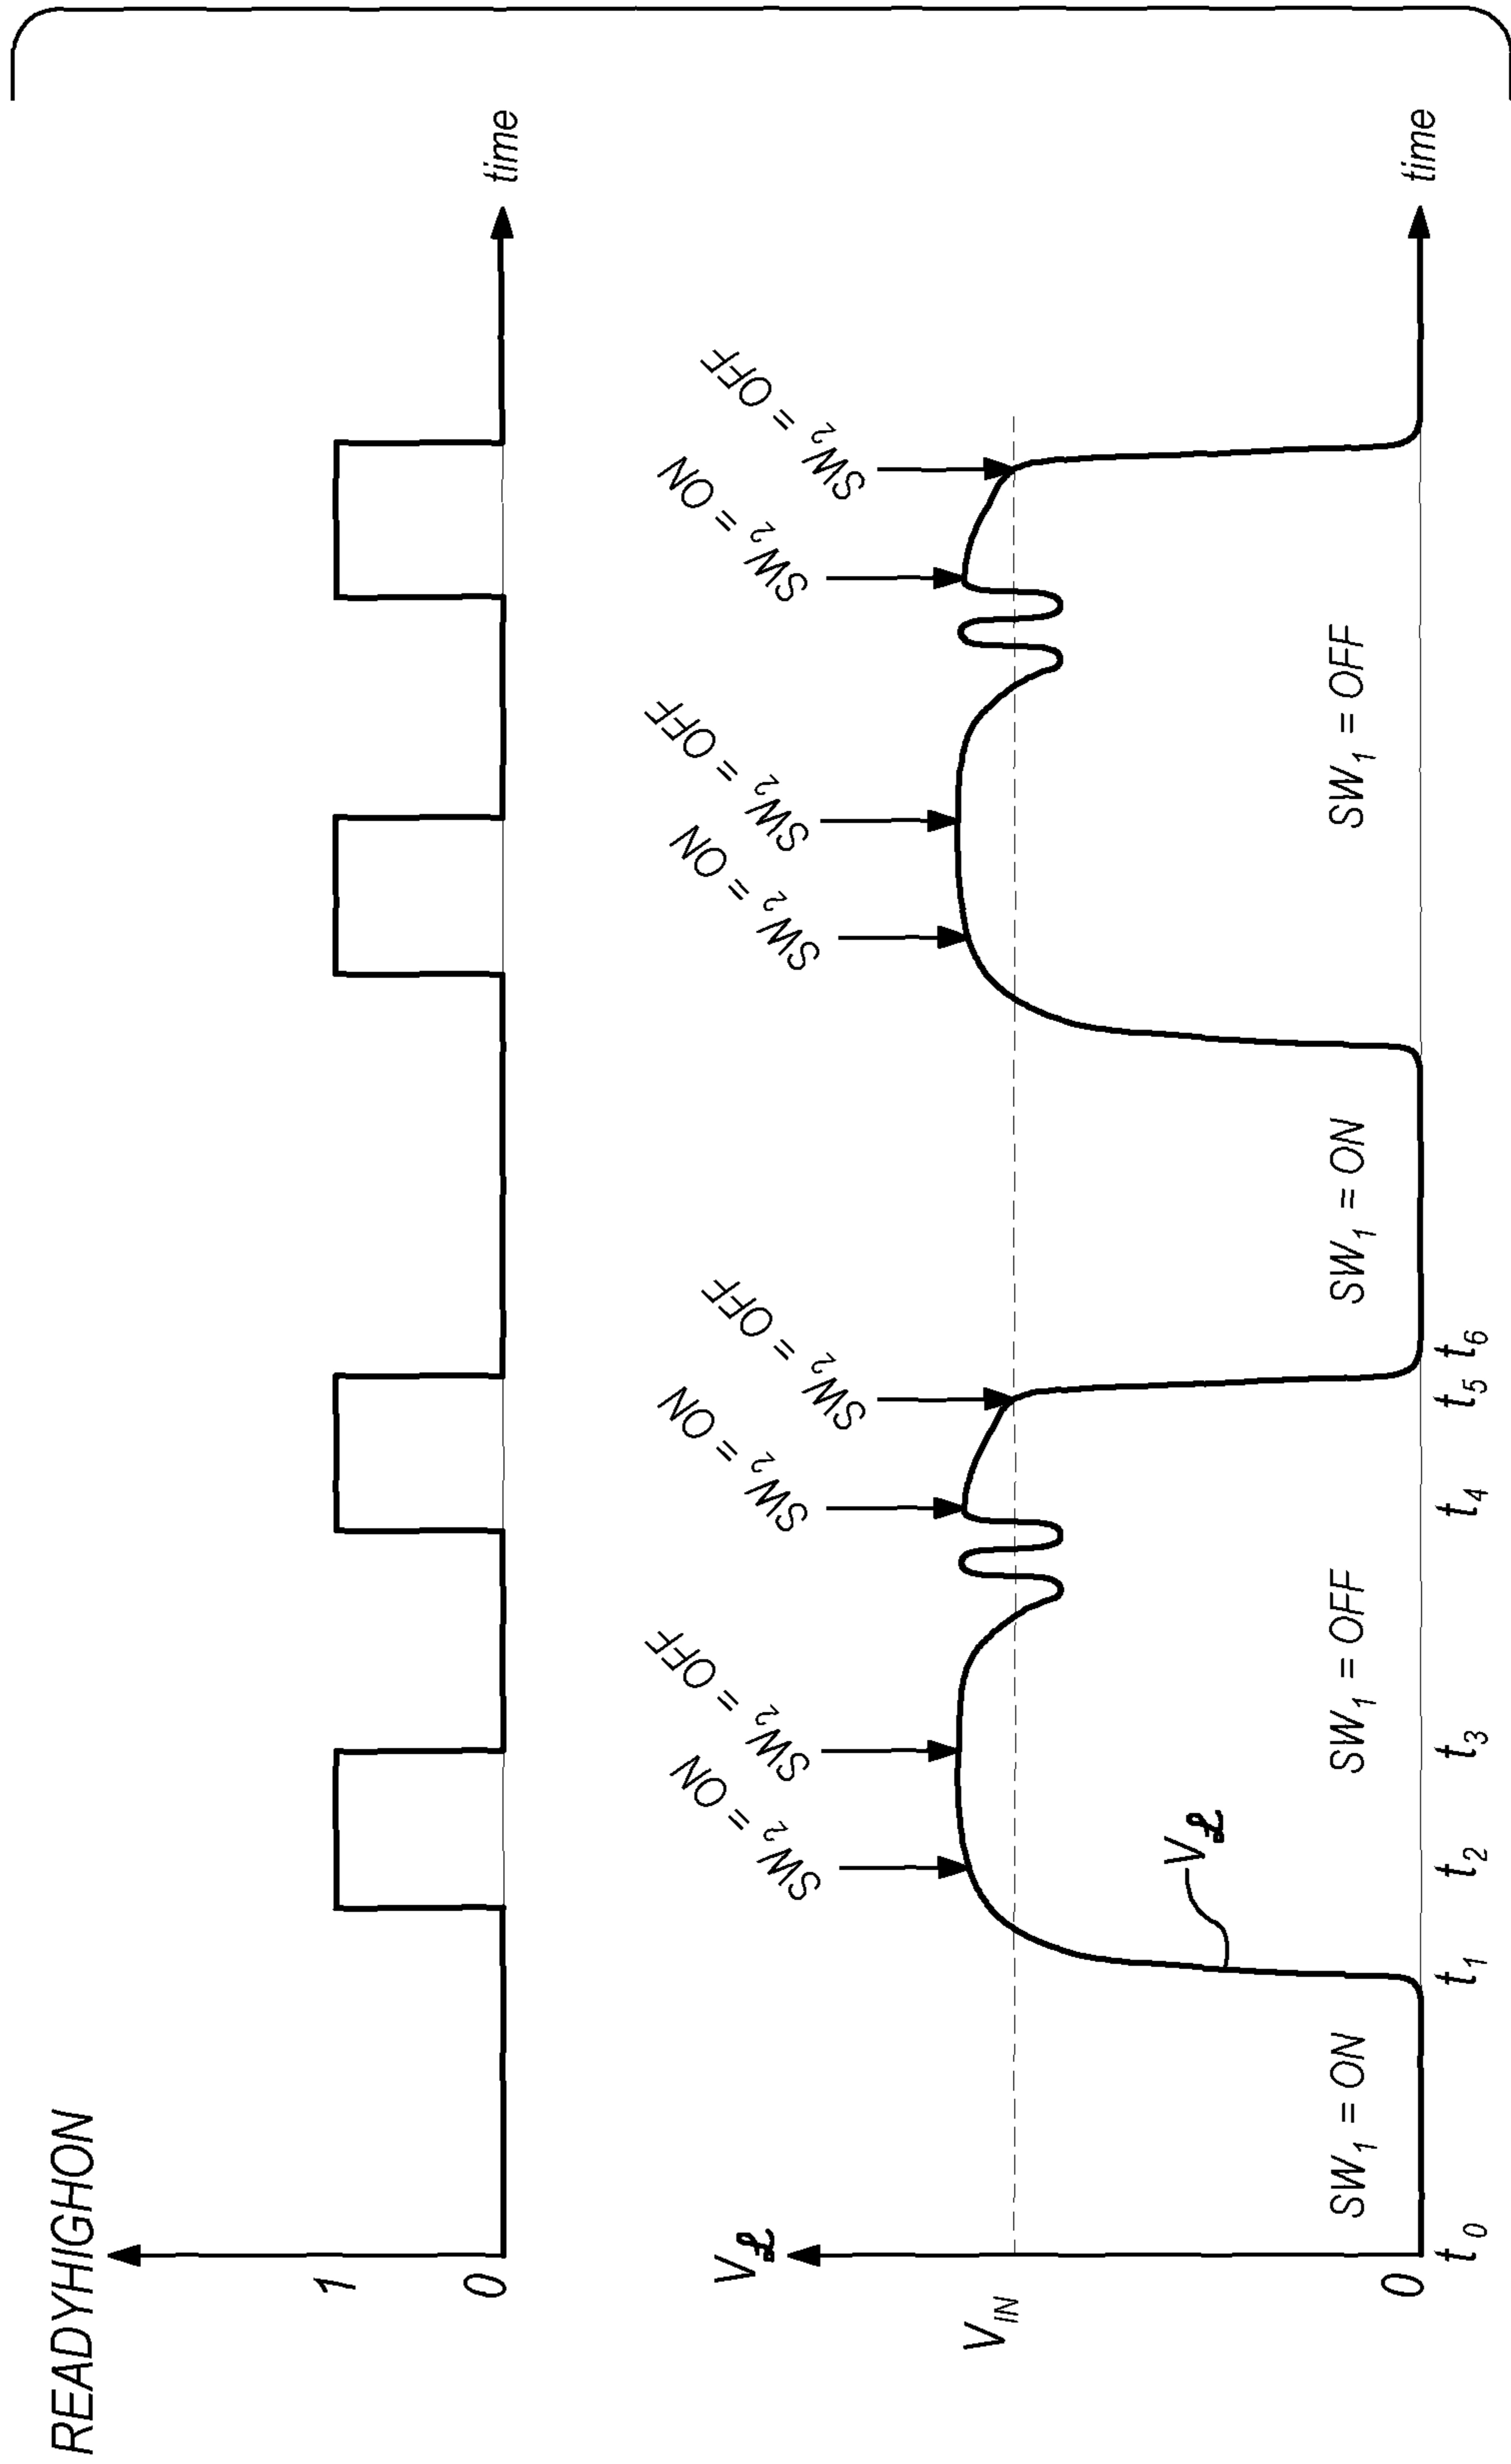 READYHIGHON
1
0
time
V
V_IN
SW₂ = ON
SW₂ = OFF
SW₂ = ON
SW₂ = OFF
SW₂ = ON
SW₂ = OFF
SW₂ = ON
SW₂ = OFF
V
SW₁ = ON
SW₁ = OFF
SW₁ = ON
SW₁ = OFF
0
time
t₀ t₁ t₂ t₃ t₄ t₅ t₆